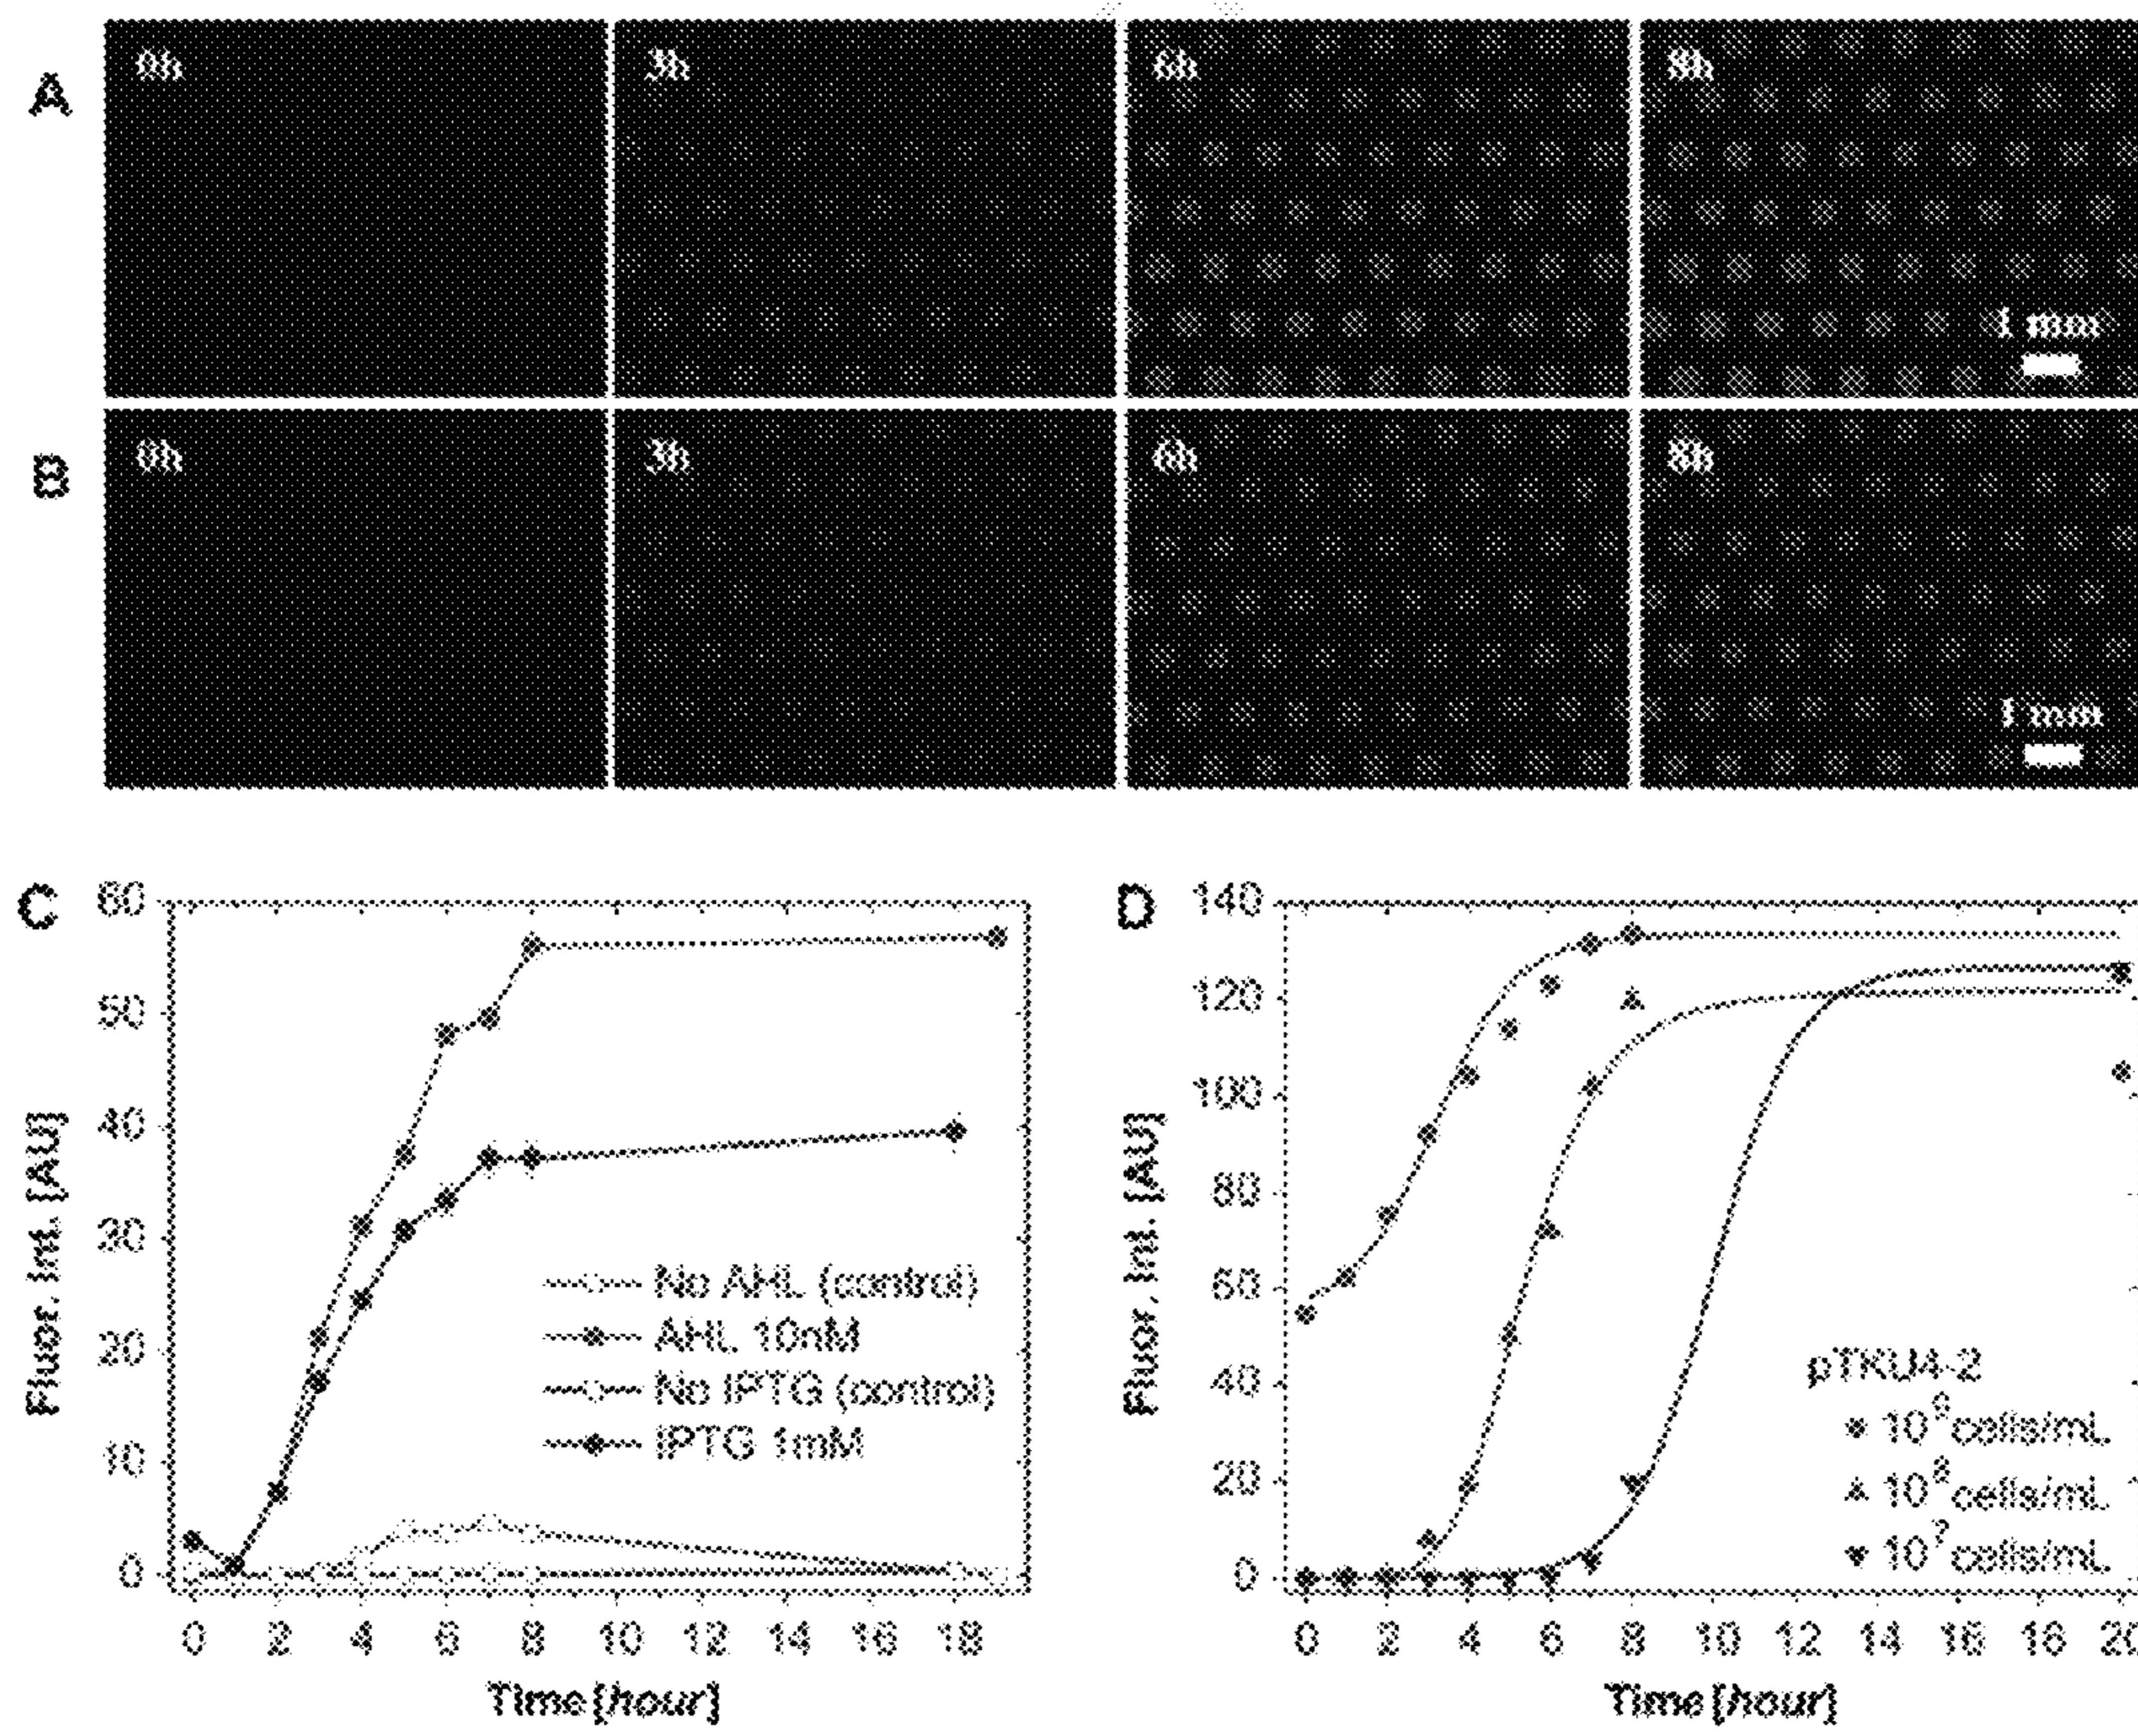 A
0h 3h 6h 8h
1 mm
B
0h 3h 6h 8h
1 mm
C
60
50
40
30
20
10
0
Fluor. Int. [AU]
No AHL (control)
AHL 10nM
No IPTG (control)
IPTG 1mM
0 2 4 6 8 10 12 14 16 18
Time [hour]
D
140
120
100
80
60
40
20
0
Fluor. Int. [AU]
pTKU4-2
10⁹ cells/mL
10⁸ cells/mL
10⁷ cells/mL
0 2 4 6 8 10 12 14 16 18 20
Time [hour]